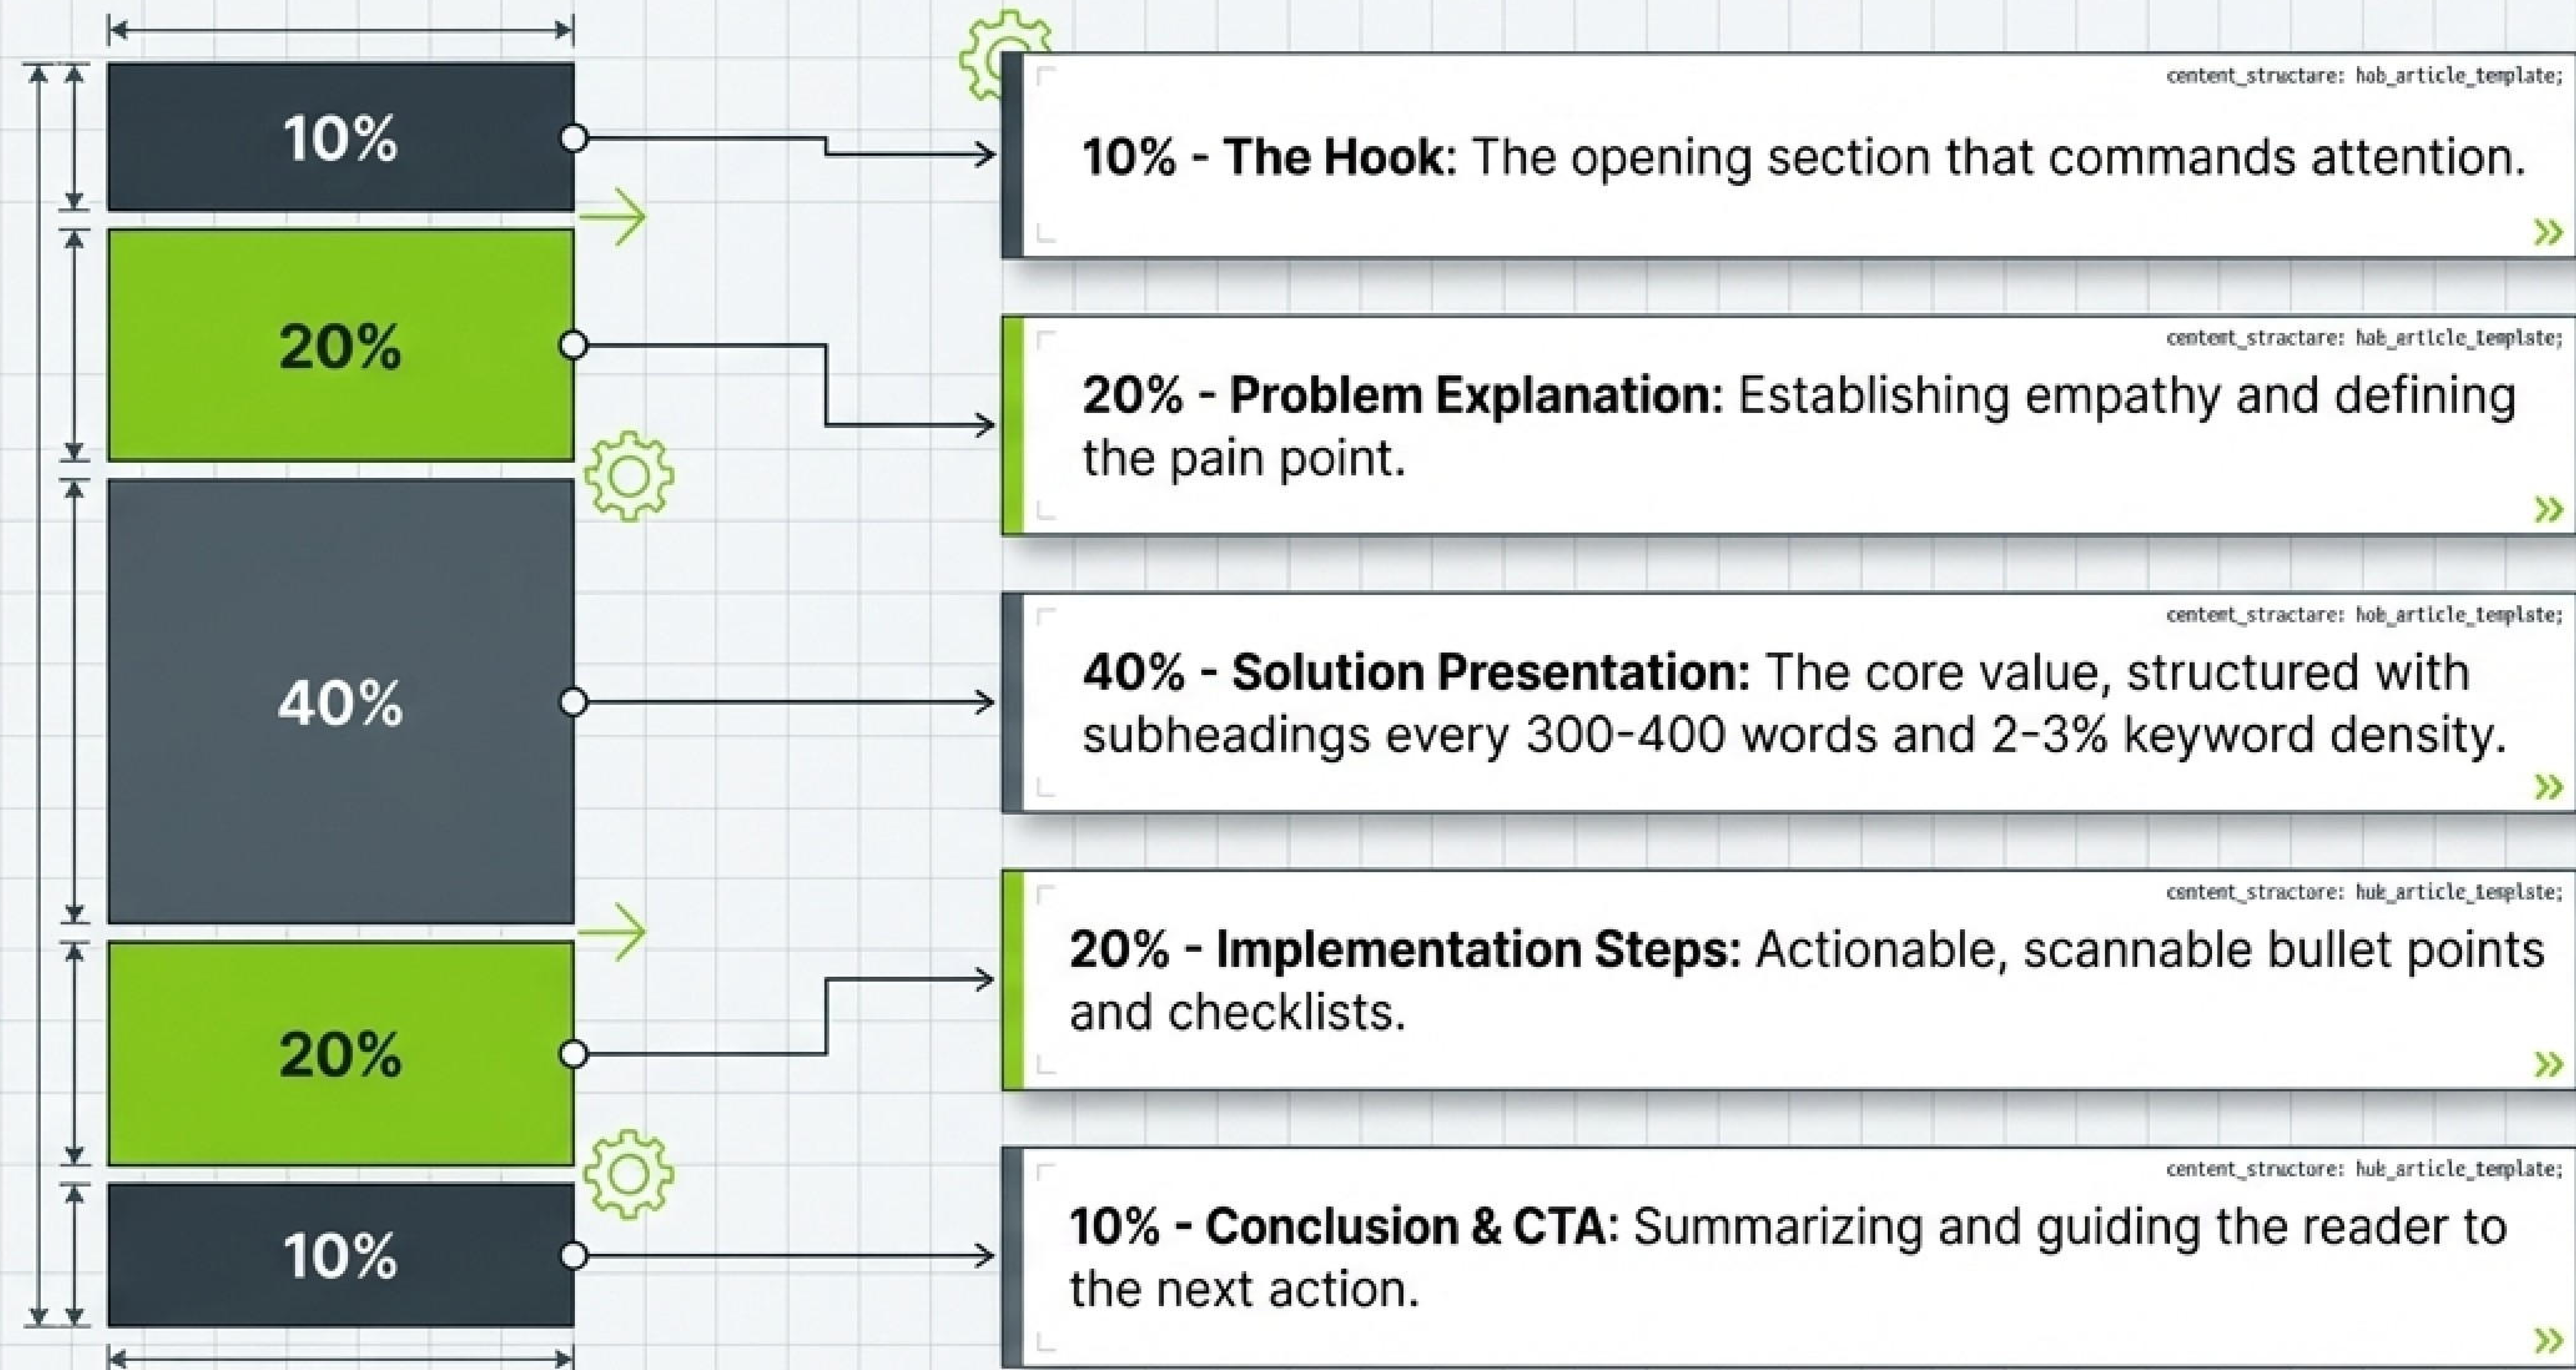 10%
content_structare: hob_article_template;
10% - The Hook: The opening section that commands attention.
20%
20% - Problem Explanation: Establishing empathy and defining
the pain point.
40%
40% - Solution Presentation: The core value, structured with
subheadings every 300-400 words and 2-3% keyword density.
20%
20% - Implementation Steps: Actionable, scannable bullet points
and checklists.
10%
10% - Conclusion & CTA: Summarizing and guiding the reader to
the next action.